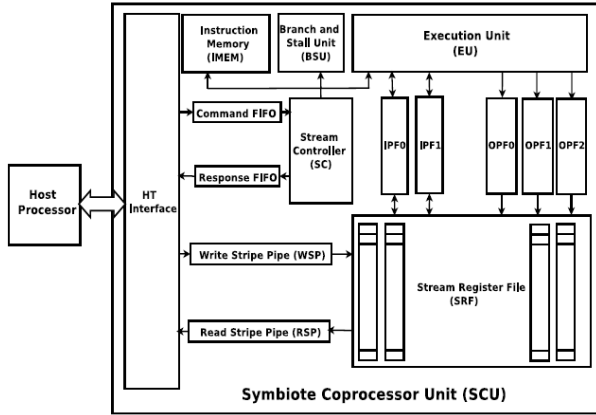 Instruction
Memory
(IMEM)
Branch and
Stall Unit
(BSU)
Execution Unit
(EU)
Command FIFO
Stream
Controller
(SC)
IPF0
IPF1
OPF0
OPF1
OPF2
Response FIFO
Host
Processor
HT
Interface
Write Stripe Pipe (WSP)
Stream Register File
(SRF)
Read Stripe Pipe (RSP)
Symbiote Coprocessor Unit (SCU)